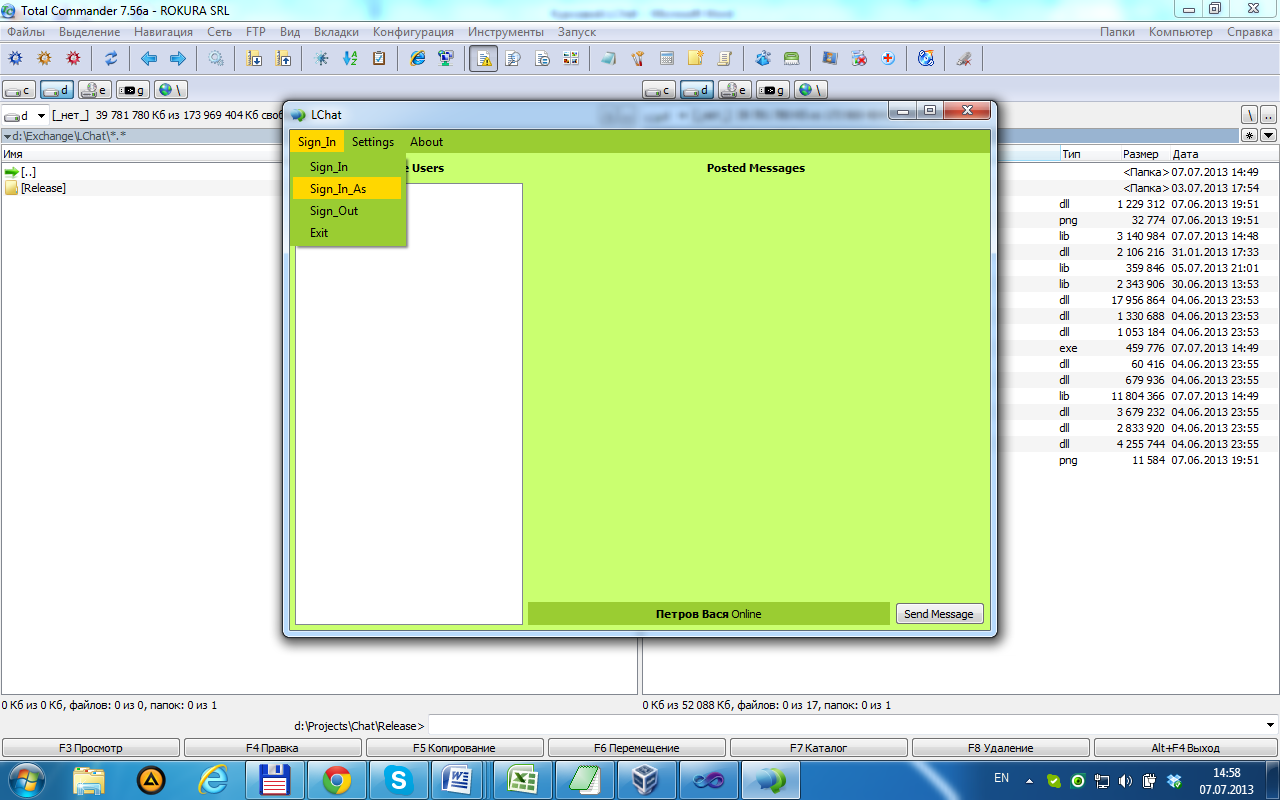 Total Commander 7.56a - ROKURA SRL
Файлы Выделение Навигация Сеть FTP Вид Вкладки Конфигурация Инструменты Запуск Папки Компьютер Справка
c d e g \ c d e g \
d [_нет_] 39 781 780 Кб из 173 969 404 Кб своб \ ..
d:\Exchange\LChat\*.* * 
Имя Тип Размер Дата
[..] <Папка> 07.07.2013 14:49
[Release] <Папка> 03.07.2013 17:54
dll 1 229 312 07.06.2013 19:51
png 32 774 07.06.2013 19:51
lib 3 140 984 07.07.2013 14:48
dll 2 106 216 31.01.2013 17:33
lib 359 846 05.07.2013 21:01
lib 2 343 906 30.06.2013 13:53
dll 17 956 864 04.06.2013 23:53
dll 1 330 688 04.06.2013 23:53
dll 1 053 184 04.06.2013 23:53
exe 459 776 07.07.2013 14:49
dll 60 416 04.06.2013 23:55
dll 679 936 04.06.2013 23:55
lib 11 804 366 07.07.2013 14:49
dll 3 679 232 04.06.2013 23:55
dll 2 833 920 04.06.2013 23:55
dll 4 255 744 04.06.2013 23:55
png 11 584 07.06.2013 19:51
LChat
Sign_In Settings About
Sign_In
Sign_In_As
Sign_Out
Exit
Users Posted Messages
Петров Вася Online Send Message
0 Кб из 0 Кб, файлов: 0 из 0, папок: 0 из 1 0 Кб из 52 088 Кб, файлов: 0 из 17, папок: 0 из 1
d:\Projects\Chat\Release>
F3 Просмотр F4 Правка F5 Копирование F6 Перемещение F7 Каталог F8 Удаление Alt+F4 Выход
EN 14:58
07.07.2013